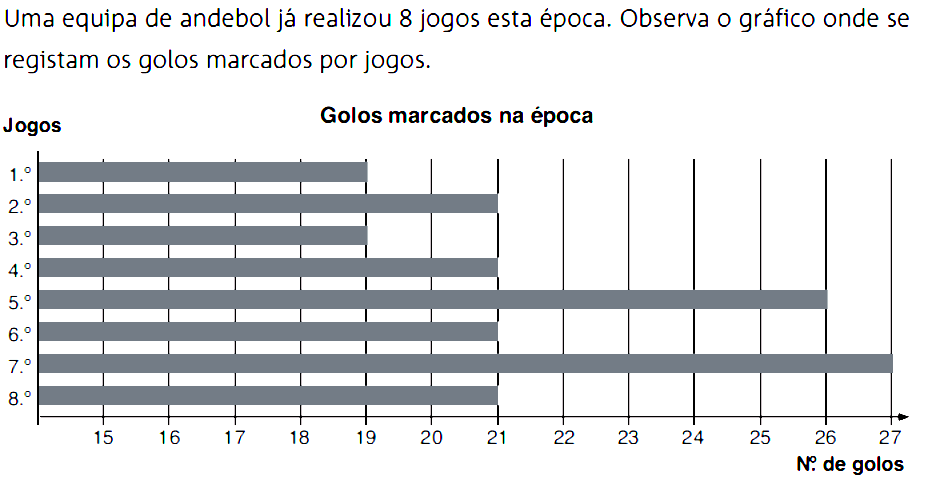 Uma equipa de andebol já realizou 8 jogos esta época. Observa o gráfico onde se
registam os golos marcados por jogos.
Golos marcados na época
Jogos
1.º
2.º
3.º
4.º
5.º
6.º
7.º
8.º
15 16 17 18 19 20 21 22 23 24 25 26 27
Nº. de golos